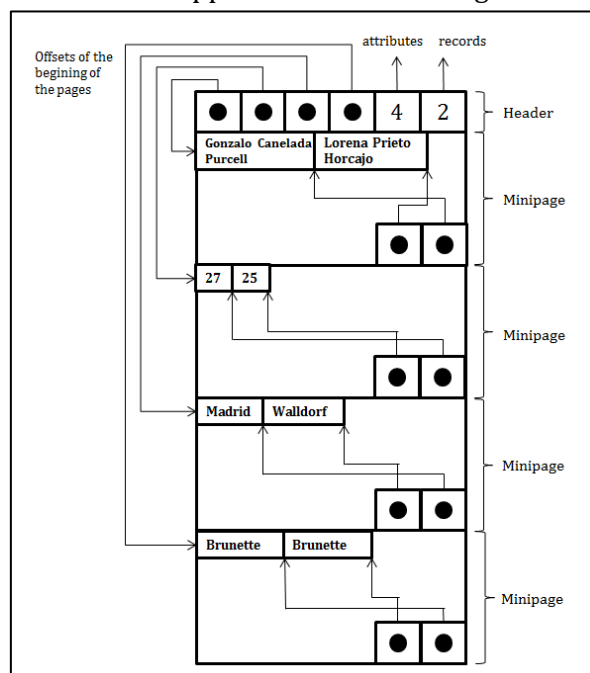 attributes records
Offsets of the
begining of
the pages
4 2
Header
Gonzalo Canelada
Purcell
Lorena Prieto
Horcajo
Minipage
27 25
Minipage
Madrid Walldorf
Minipage
Brunette Brunette
Minipage